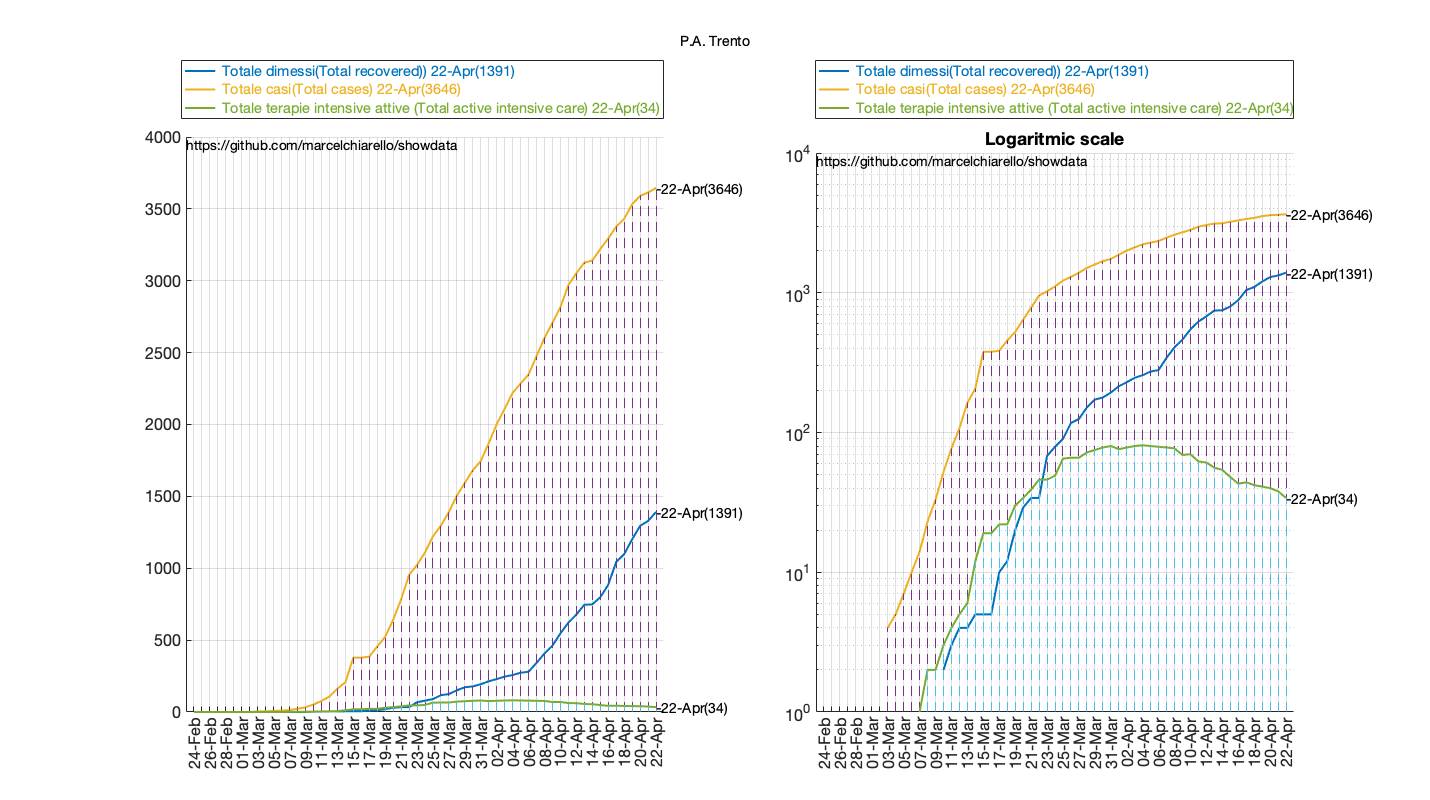 P.A. Trento
Totale dimessi(Total recovered)) 22-Apr(1391)
Totale casi(Total cases) 22-Apr(3646)
Totale terapie intensive attive (Total active intensive care) 22-Apr(34)
https://github.com/marcelchiarello/showdata
4000
3500
3000
2500
2000
1500
1000
500
0
-22-Apr(3646)
-22-Apr(1391)
-22-Apr(34)
24-Feb
26-Feb
28-Feb
01-Mar
03-Mar
05-Mar
07-Mar
09-Mar
11-Mar
13-Mar
15-Mar
17-Mar
19-Mar
21-Mar
23-Mar
25-Mar
27-Mar
29-Mar
31-Mar
02-Apr
04-Apr
06-Apr
08-Apr
10-Apr
12-Apr
14-Apr
16-Apr
18-Apr
20-Apr
22-Apr
Totale dimessi(Total recovered)) 22-Apr(1391)
Totale casi(Total cases) 22-Apr(3646)
Totale terapie intensive attive (Total active intensive care) 22-Apr(34)
Logaritmic scale
https://github.com/marcelchiarello/showdata
10^4
10^3
10^2
10^1
10^0
-22-Apr(3646)
-22-Apr(1391)
-22-Apr(34)
24-Feb
26-Feb
28-Feb
01-Mar
03-Mar
05-Mar
07-Mar
09-Mar
11-Mar
13-Mar
15-Mar
17-Mar
19-Mar
21-Mar
23-Mar
25-Mar
27-Mar
29-Mar
31-Mar
02-Apr
04-Apr
06-Apr
08-Apr
10-Apr
12-Apr
14-Apr
16-Apr
18-Apr
20-Apr
22-Apr